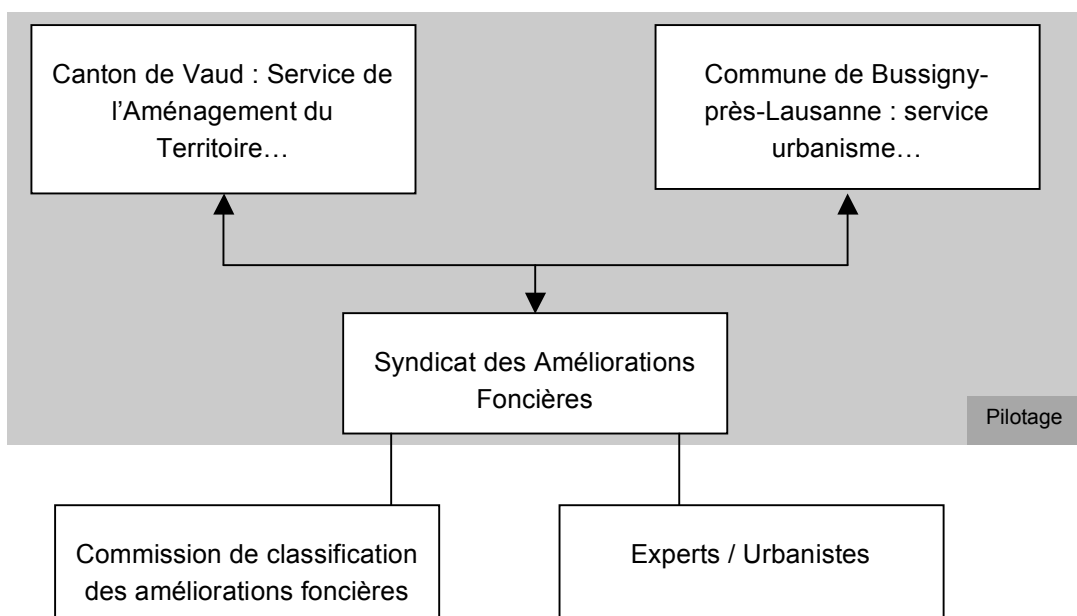 Canton de Vaud : Service de
l’Aménagement du
Territoire…
Commune de Bussigny-
près-Lausanne : service
urbanisme…
Syndicat des Améliorations
Foncières
Pilotage
Commission de classification
des améliorations foncières
Experts / Urbanistes